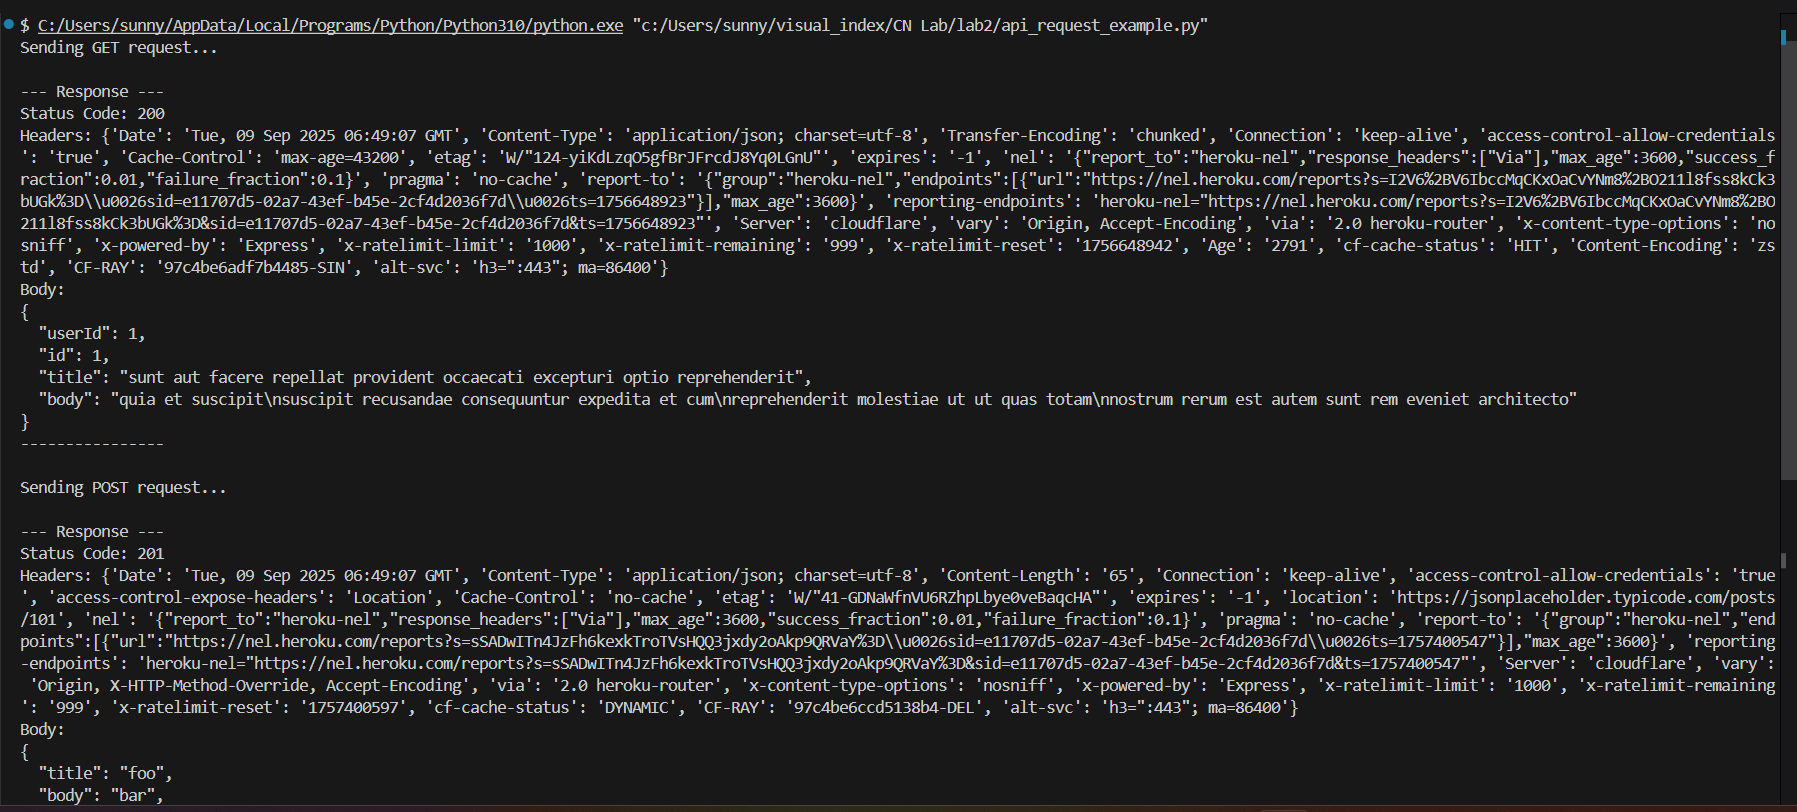 $ C:/Users/sunny/AppData/Local/Programs/Python/Python310/python.exe "c:/Users/sunny/visual_index/CN Lab/lab2/api_request_example.py"
Sending GET request...
--- Response ---
Status Code: 200
Headers: {'Date': 'Tue, 09 Sep 2025 06:49:07 GMT', 'Content-Type': 'application/json; charset=utf-8', 'Transfer-Encoding': 'chunked', 'Connection': 'keep-alive', 'access-control-allow-credentials
': 'true', 'Cache-Control': 'max-age=43200', 'etag': 'W/"124-yiKdLzqO5gfBrJFrcdJ8Yq0LGnU"', 'expires': '-1', 'nel': '{"report_to":"heroku-nel","response_headers":["Via"],"max_age":3600,"success_f
raction":0.01,"failure_fraction":0.1}', 'pragma': 'no-cache', 'report-to': '{"group":"heroku-nel","endpoints":[{"url":"https://nel.heroku.com/reports?s=I2V6%2BV6IbccMqCKxOaCvYNm8%2BO211l8fss8kCk3
bUGk%3D\\u0026sid=e11707d5-02a7-43ef-b45e-2cf4d2036f7d\\u0026ts=1756648923"}],"max_age":3600}', 'reporting-endpoints': 'heroku-nel="https://nel.heroku.com/reports?s=I2V6%2BV6IbccMqCKxOaCvYNm8%2BO
211l8fss8kCk3bUGk%3D&sid=e11707d5-02a7-43ef-b45e-2cf4d2036f7d&ts=1756648923"', 'Server': 'cloudflare', 'vary': 'Origin, Accept-Encoding', 'via': '2.0 heroku-router', 'x-content-type-options': 'no
sniff', 'x-powered-by': 'Express', 'x-ratelimit-limit': '1000', 'x-ratelimit-remaining': '999', 'x-ratelimit-reset': '1756648942', 'Age': '2791', 'cf-cache-status': 'HIT', 'Content-Encoding': 'zs
td', 'CF-RAY': '97c4be6adf7b4485-SIN', 'alt-svc': 'h3=":443"; ma=86400'}
Body:
{
  "userId": 1,
  "id": 1,
  "title": "sunt aut facere repellat provident occaecati excepturi optio reprehenderit",
  "body": "quia et suscipit\nsuscipit recusandae consequuntur expedita et cum\nreprehenderit molestiae ut ut quas totam\nnostrum rerum est autem sunt rem eveniet architecto"
}
----------------
Sending POST request...
--- Response ---
Status Code: 201
Headers: {'Date': 'Tue, 09 Sep 2025 06:49:07 GMT', 'Content-Type': 'application/json; charset=utf-8', 'Content-Length': '65', 'Connection': 'keep-alive', 'access-control-allow-credentials': 'true
', 'access-control-expose-headers': 'Location', 'Cache-Control': 'no-cache', 'etag': 'W/"41-GDNaWfnVU6RZhpLbye0veBaqcHA"', 'expires': '-1', 'location': 'https://jsonplaceholder.typicode.com/posts
/101', 'nel': '{"report_to":"heroku-nel","response_headers":["Via"],"max_age":3600,"success_fraction":0.01,"failure_fraction":0.1}', 'pragma': 'no-cache', 'report-to': '{"group":"heroku-nel","end
points":[{"url":"https://nel.heroku.com/reports?s=sSADwITn4JzFh6kexkTroTVsHQQ3jxdy2oAkp9QRVaY%3D\\u0026sid=e11707d5-02a7-43ef-b45e-2cf4d2036f7d\\u0026ts=1757400547"}],"max_age":3600}', 'reporting
-endpoints': 'heroku-nel="https://nel.heroku.com/reports?s=sSADwITn4JzFh6kexkTroTVsHQQ3jxdy2oAkp9QRVaY%3D&sid=e11707d5-02a7-43ef-b45e-2cf4d2036f7d&ts=1757400547"', 'Server': 'cloudflare', 'vary':
 'Origin, X-HTTP-Method-Override, Accept-Encoding', 'via': '2.0 heroku-router', 'x-content-type-options': 'nosniff', 'x-powered-by': 'Express', 'x-ratelimit-limit': '1000', 'x-ratelimit-remaining
': '999', 'x-ratelimit-reset': '1757400597', 'cf-cache-status': 'DYNAMIC', 'CF-RAY': '97c4be6ccd5138b4-DEL', 'alt-svc': 'h3=":443"; ma=86400'}
Body:
{
  "title": "foo",
  "body": "bar",